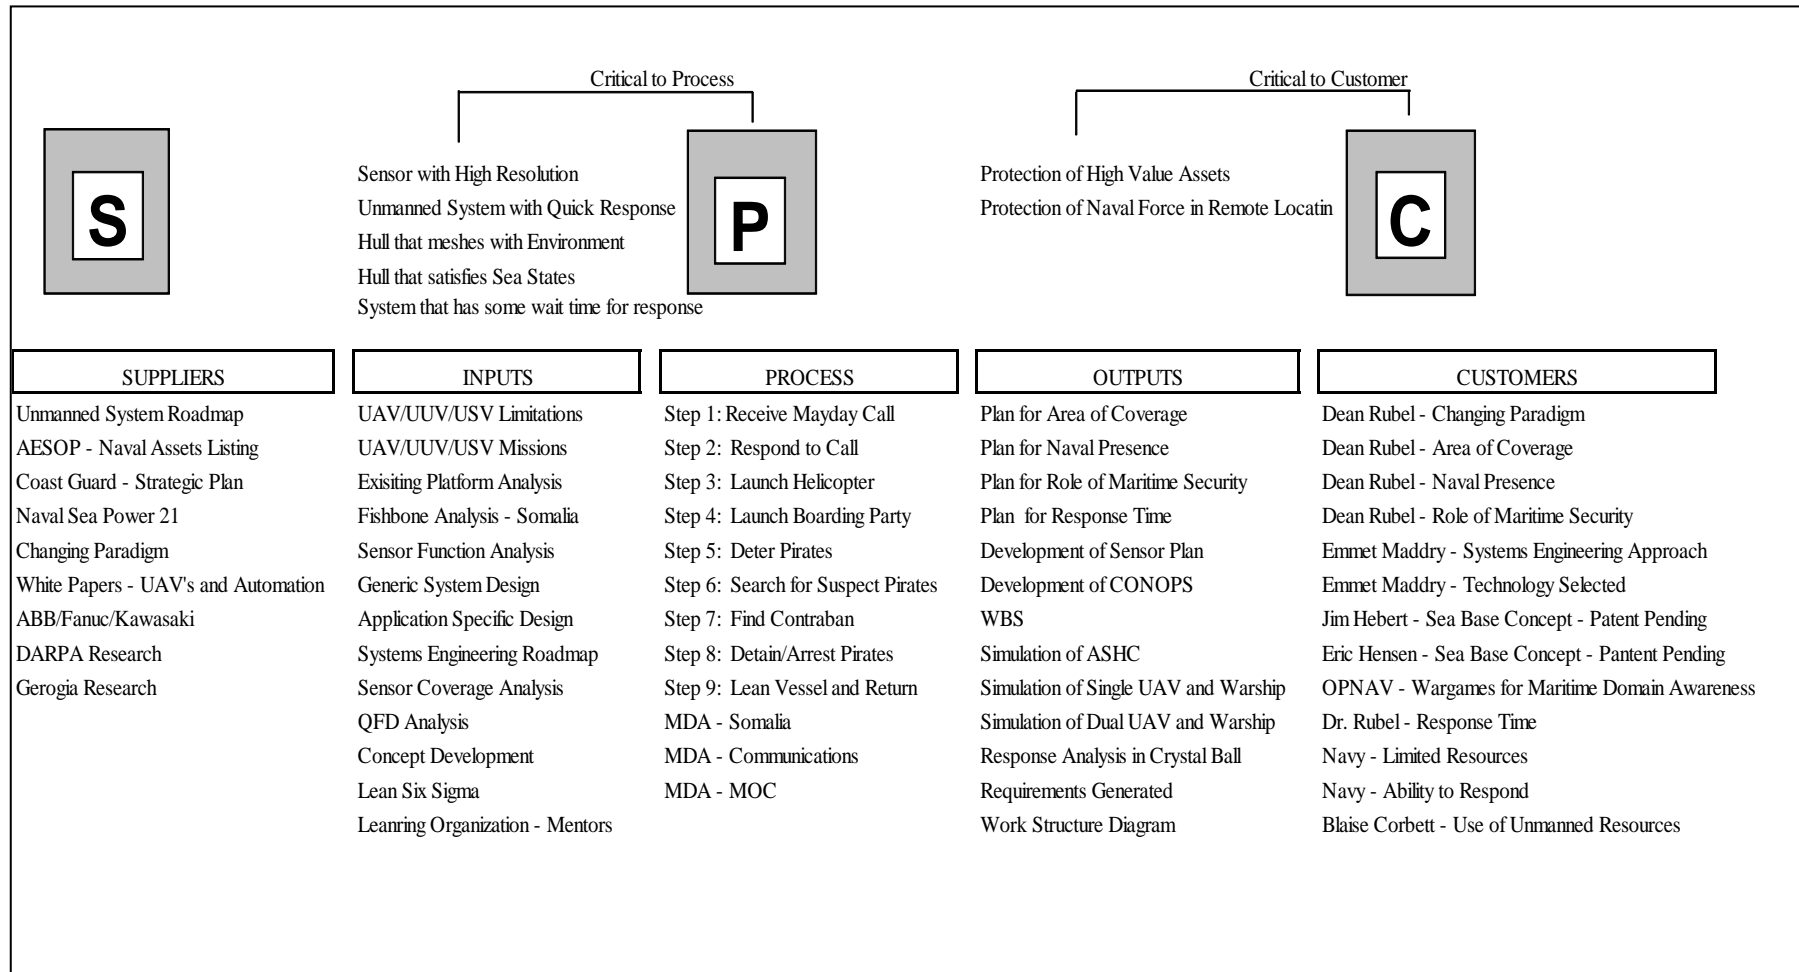 Critical to Process
Critical to Customer
S
Sensor with High Resolution
Unmanned System with Quick Response
Hull that meshes with Environment
Hull that satisfies Sea States
System that has some wait time for response
P
Protection of High Value Assets
Protection of Naval Force in Remote Locatin
C
SUPPLIERS
Unmanned System Roadmap
AESOP - Naval Assets Listing
Coast Guard - Strategic Plan
Naval Sea Power 21
Changing Paradigm
White Papers - UAV's and Automation
ABB/Fanuc/Kawasaki
DARPA Research
Gerogia Research
INPUTS
UAV/UUV/USV Limitations
UAV/UUV/USV Missions
Exisiting Platform Analysis
Fishbone Analysis - Somalia
Sensor Function Analysis
Generic System Design
Application Specific Design
Systems Engineering Roadmap
Sensor Coverage Analysis
QFD Analysis
Concept Development
Lean Six Sigma
Leanring Organization - Mentors
PROCESS
Step 1: Receive Mayday Call
Step 2: Respond to Call
Step 3: Launch Helicopter
Step 4: Launch Boarding Party
Step 5: Deter Pirates
Step 6: Search for Suspect Pirates
Step 7: Find Contraban
Step 8: Detain/Arrest Pirates
Step 9: Lean Vessel and Return
MDA - Somalia
MDA - Communications
MDA - MOC
OUTPUTS
Plan for Area of Coverage
Plan for Naval Presence
Plan for Role of Maritime Security
Plan for Response Time
Development of Sensor Plan
Development of CONOPS
WBS
Simulation of ASHC
Simulation of Single UAV and Warship
Simulation of Dual UAV and Warship
Response Analysis in Crystal Ball
Requirements Generated
Work Structure Diagram
CUSTOMERS
Dean Rubel - Changing Paradigm
Dean Rubel - Area of Coverage
Dean Rubel - Naval Presence
Dean Rubel - Role of Maritime Security
Emmet Maddry - Systems Engineering Approach
Emmet Maddry - Technology Selected
Jim Hebert - Sea Base Concept - Patent Pending
Eric Hensen - Sea Base Concept - Pantent Pending
OPNAV - Wargames for Maritime Domain Awareness
Dr. Rubel - Response Time
Navy - Limited Resources
Navy - Ability to Respond
Blaise Corbett - Use of Unmanned Resources